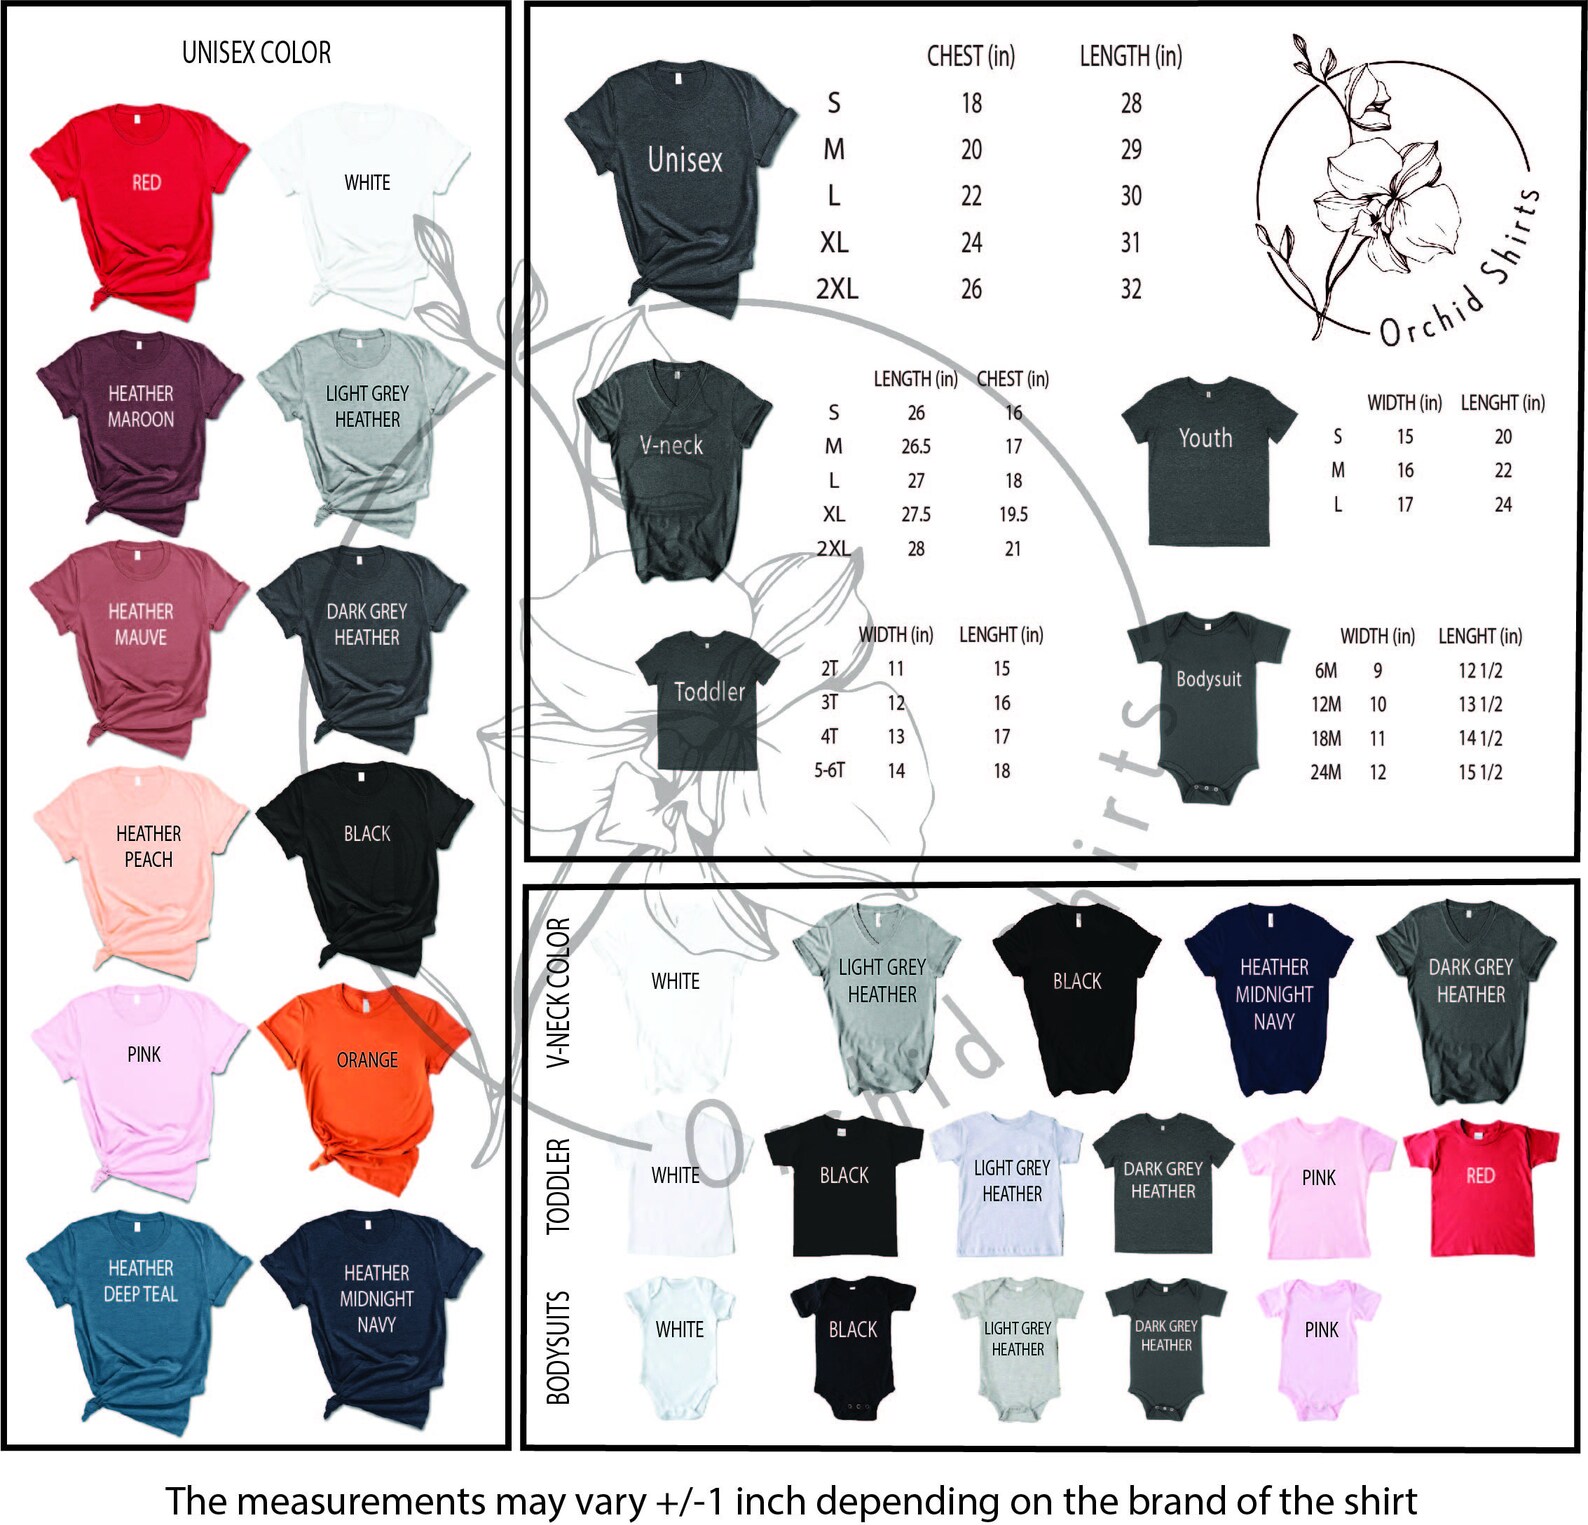 UNISEX COLOR
RED
WHITE
HEATHER
MAROON
LIGHT GREY
HEATHER
HEATHER
MAUVE
DARK GREY
HEATHER
HEATHER
PEACH
BLACK
PINK
ORANGE
HEATHER
DEEP TEAL
HEATHER
MIDNIGHT
NAVY
Unisex
CHEST (in) LENGTH (in)
S 18 28
M 20 29
L 22 30
XL 24 31
2XL 26 32
Orchid Shirts
V-neck
LENGTH (in) CHEST (in)
S 26 16
M 26.5 17
L 27 18
XL 27.5 19.5
2XL 28 21
Youth
WIDTH (in) LENGHT (in)
S 15 20
M 16 22
L 17 24
Toddler
WIDTH (in) LENGHT (in)
2T 11 15
3T 12 16
4T 13 17
5-6T 14 18
Bodysuit
WIDTH (in) LENGHT (in)
6M 9 12 1/2
12M 10 13 1/2
18M 11 14 1/2
24M 12 15 1/2
Orchid Shirts
V-NECK COLOR
WHITE
LIGHT GREY
HEATHER
BLACK
HEATHER
MIDNIGHT
NAVY
DARK GREY
HEATHER
TODDLER
WHITE
BLACK
LIGHT GREY
HEATHER
DARK GREY
HEATHER
PINK
RED
BODYSUITS
WHITE
BLACK
LIGHT GREY
HEATHER
DARK GREY
HEATHER
PINK
The measurements may vary +/-1 inch depending on the brand of the shirt